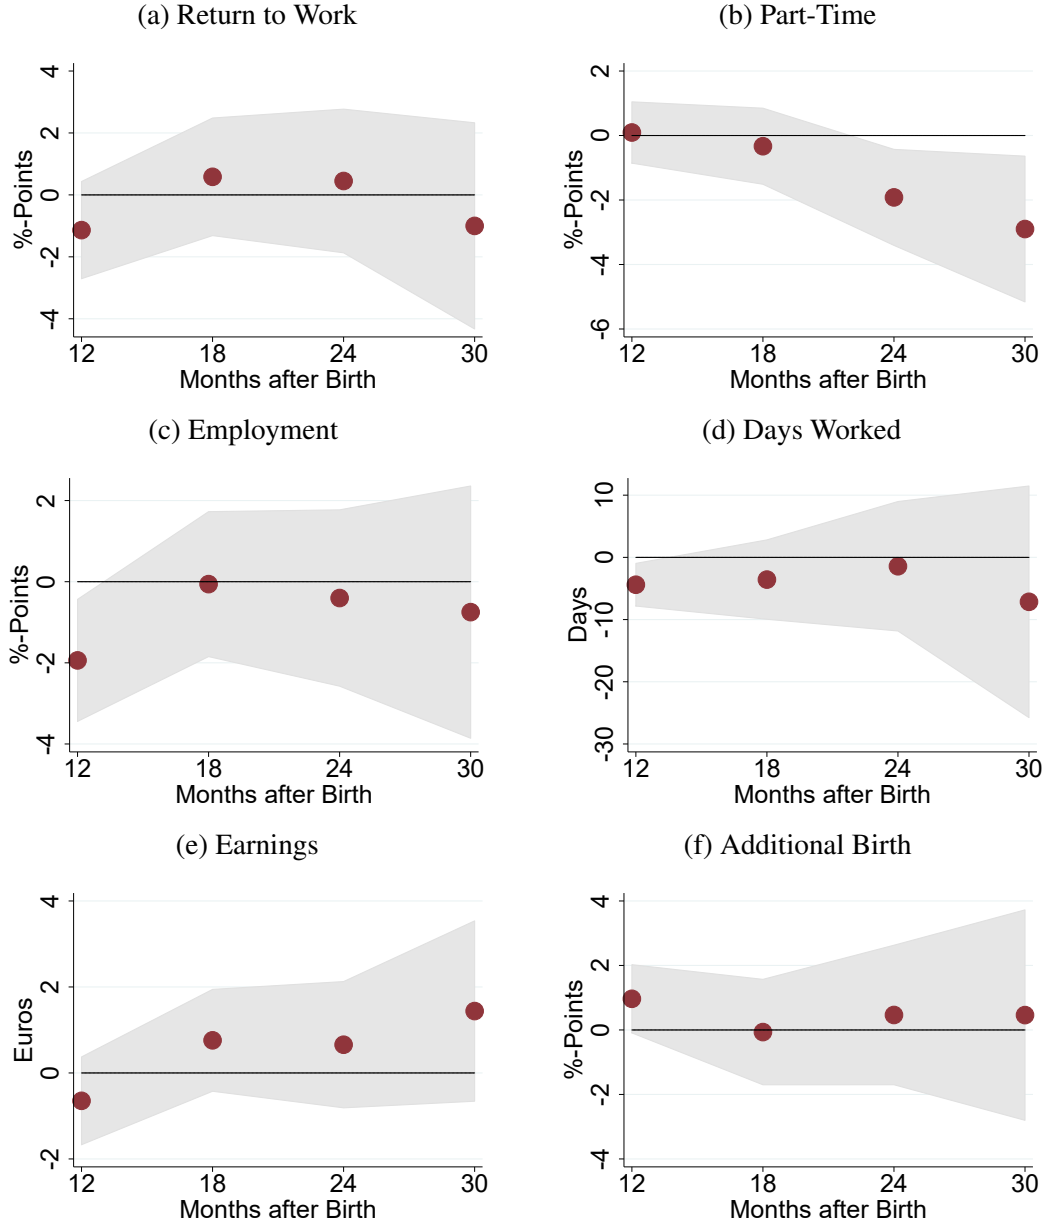 (a) Return to Work
4
2
0
-2
-4
%-Points
12 18 24 30
Months after Birth
(b) Part-Time
2
0
-2
-4
-6
%-Points
12 18 24 30
Months after Birth
(c) Employment
2
0
-2
-4
%-Points
12 18 24 30
Months after Birth
(d) Days Worked
10
0
-10
-20
-30
Days
12 18 24 30
Months after Birth
(e) Earnings
4
2
0
-2
Euros
12 18 24 30
Months after Birth
(f) Additional Birth
4
2
0
-2
-4
%-Points
12 18 24 30
Months after Birth